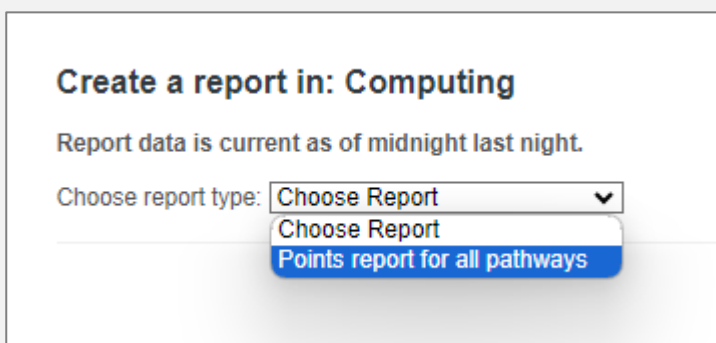 Create a report in: Computing
Report data is current as of midnight last night.
Choose report type: Choose Report
Choose Report
Points report for all pathways